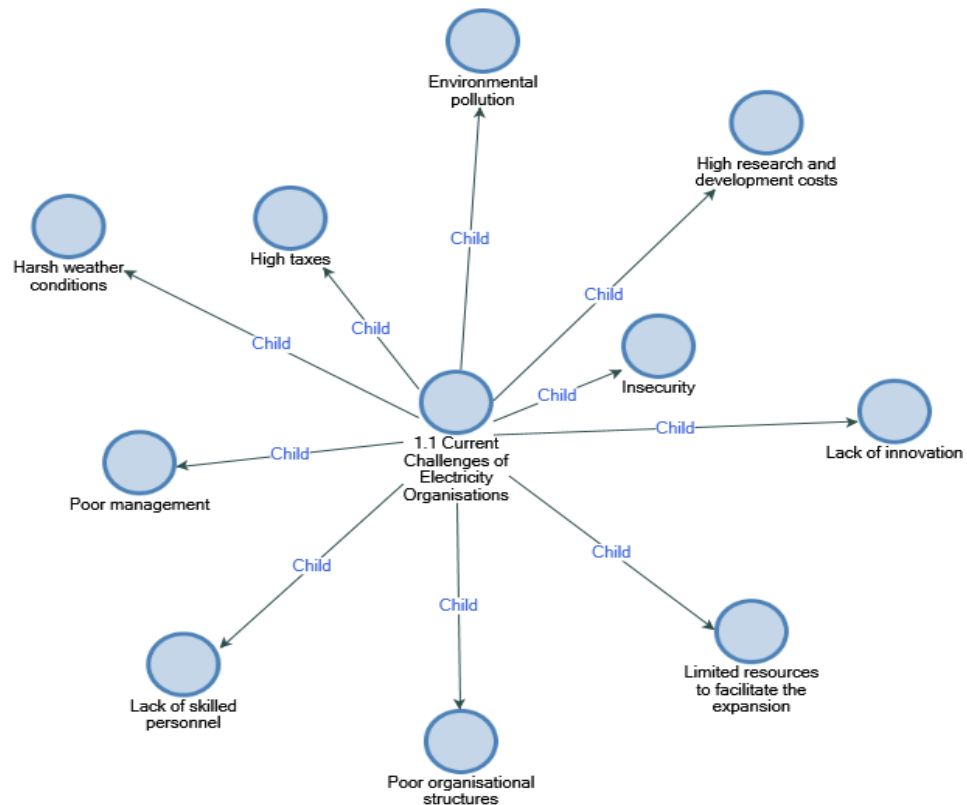 Environmental
pollution
High research and
development costs
Harsh weather
conditions
High taxes
Child
Child
Child
Child
Child
Insecurity
Child
1.1 Current
Challenges of
Electricity
Organisations
Child
Lack of innovation
Child
Poor management
Child
Child
Child
Lack of skilled
personnel
Limited resources
to facilitate the
expansion
Poor organisational
structures